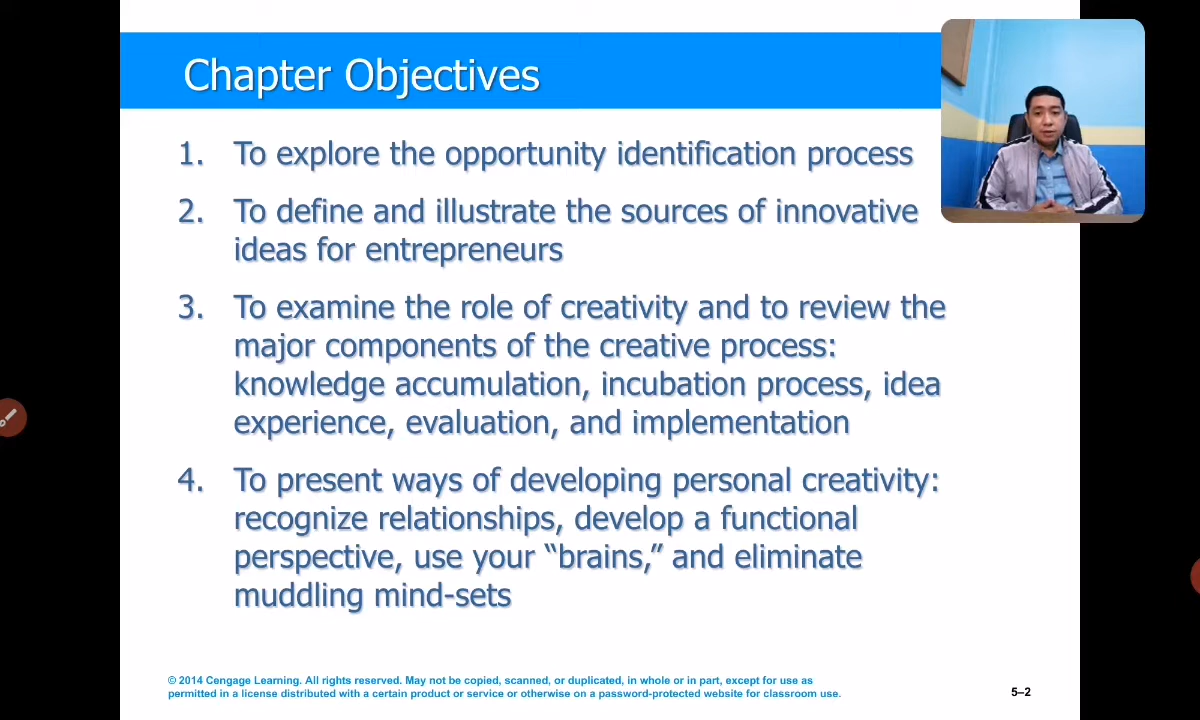 Chapter Objectives
1. To explore the opportunity identification process
2. To define and illustrate the sources of innovative
ideas for entrepreneurs
3. To examine the role of creativity and to review the
major components of the creative process:
knowledge accumulation, incubation process, idea
experience, evaluation, and implementation
4. To present ways of developing personal creativity:
recognize relationships, develop a functional
perspective, use your “brains,” and eliminate
muddling mind-sets
© 2014 Cengage Learning. All rights reserved. May not be copied, scanned, or duplicated, in whole or in part, except for use as
permitted in a license distributed with a certain product or service or otherwise on a password-protected website for classroom use.
5–2